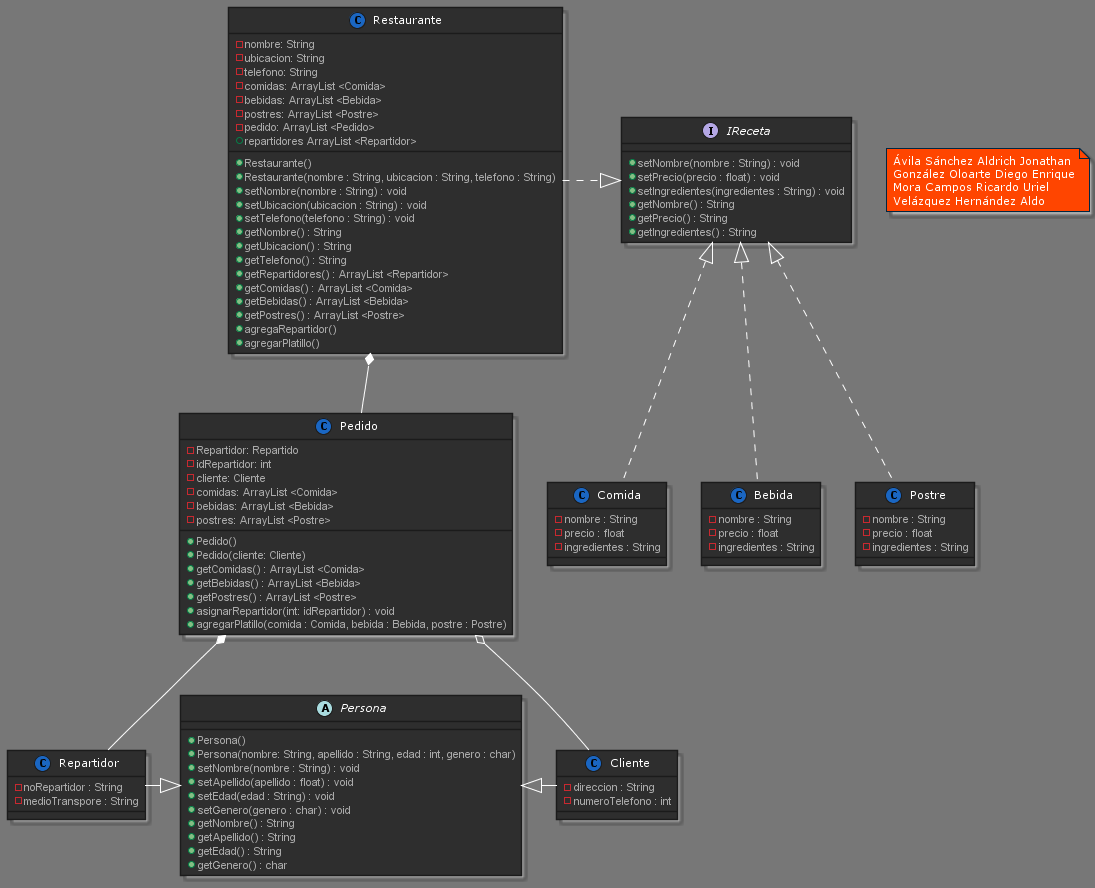 C Restaurante
nombre: String
ubicacion: String
telefono: String
comidas: ArrayList <Comida>
bebidas: ArrayList <Bebida>
postres: ArrayList <Postre>
pedido: ArrayList <Pedido>
repartidores ArrayList <Repartidor>
Restaurante()
Restaurante(nombre : String, ubicacion : String, telefono : String)
setNombre(nombre : String) : void
setUbicacion(ubicacion : String) : void
setTelefono(telefono : String) : void
getNombre() : String
getUbicacion() : String
getTelefono() : String
getRepartidores() : ArrayList <Repartidor>
getComidas() : ArrayList <Comida>
getBebidas() : ArrayList <Bebida>
getPostres() : ArrayList <Postre>
agregaRepartidor()
agregarPlatillo()
I IReceta
setNombre(nombre : String) : void
setPrecio(precio : float) : void
setIngredientes(ingredientes : String) : void
getNombre() : String
getPrecio() : String
getIngredientes() : String
Ávila Sánchez Aldrich Jonathan
González Oloarte Diego Enrique
Mora Campos Ricardo Uriel
Velázquez Hernández Aldo
C Pedido
Repartidor: Repartido
idRepartidor: int
cliente: Cliente
comidas: ArrayList <Comida>
bebidas: ArrayList <Bebida>
postres: ArrayList <Postre>
Pedido()
Pedido(cliente: Cliente)
getComidas() : ArrayList <Comida>
getBebidas() : ArrayList <Bebida>
getPostres() : ArrayList <Postre>
asignarRepartidor(int: idRepartidor) : void
agregarPlatillo(comida : Comida, bebida : Bebida, postre : Postre)
C Comida
nombre : String
precio : float
ingredientes : String
C Bebida
nombre : String
precio : float
ingredientes : String
C Postre
nombre : String
precio : float
ingredientes : String
C Repartidor
noRepartidor : String
medioTranspore : String
A Persona
Persona()
Persona(nombre: String, apellido : String, edad : int, genero : char)
setNombre(nombre : String) : void
setApellido(apellido : float) : void
setEdad(edad : String) : void
setGenero(genero : char) : void
getNombre() : String
getApellido() : String
getEdad() : String
getGenero() : char
C Cliente
direccion : String
numeroTelefono : int